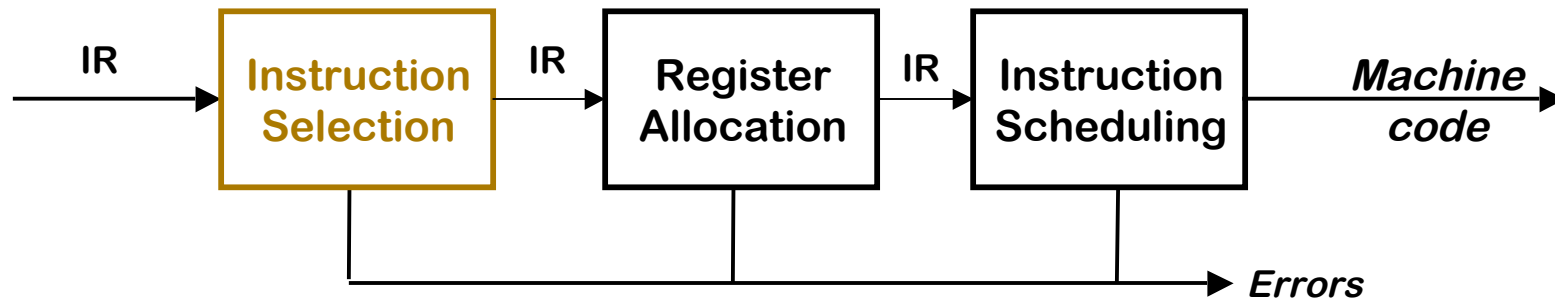 IR
Instruction
Selection
IR
Register
Allocation
IR
Instruction
Scheduling
Machine
code
Errors